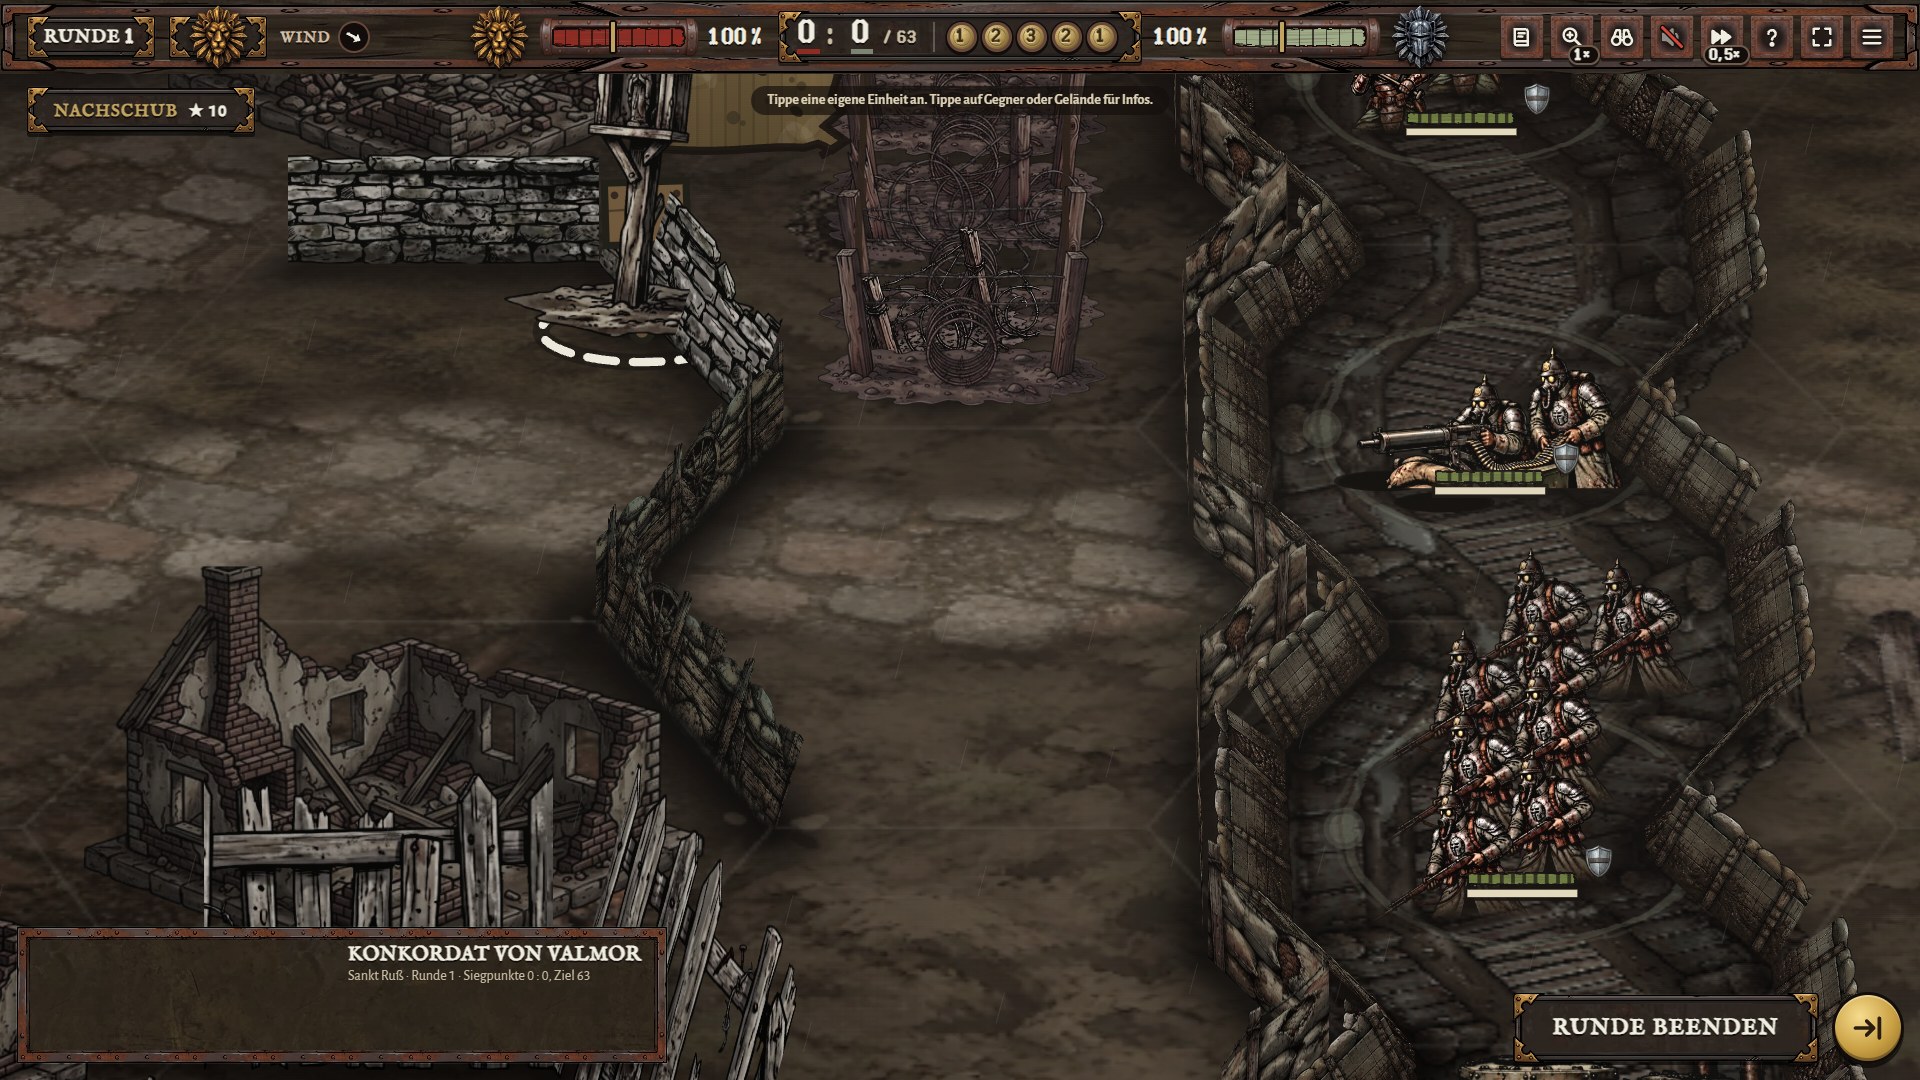 RUNDE 1
WIND
100%
0 : 0 / 63
1 2 3 2 1
100%
1×
0,5×
?
NACHSCHUB ★ 10
Tippe eine eigene Einheit an. Tippe auf Gegner oder Gelände für Infos.
KONKORDAT VON VALMOR
Sankt Ruß · Runde 1 · Siegpunkte 0 : 0, Ziel 63
RUNDE BEENDEN